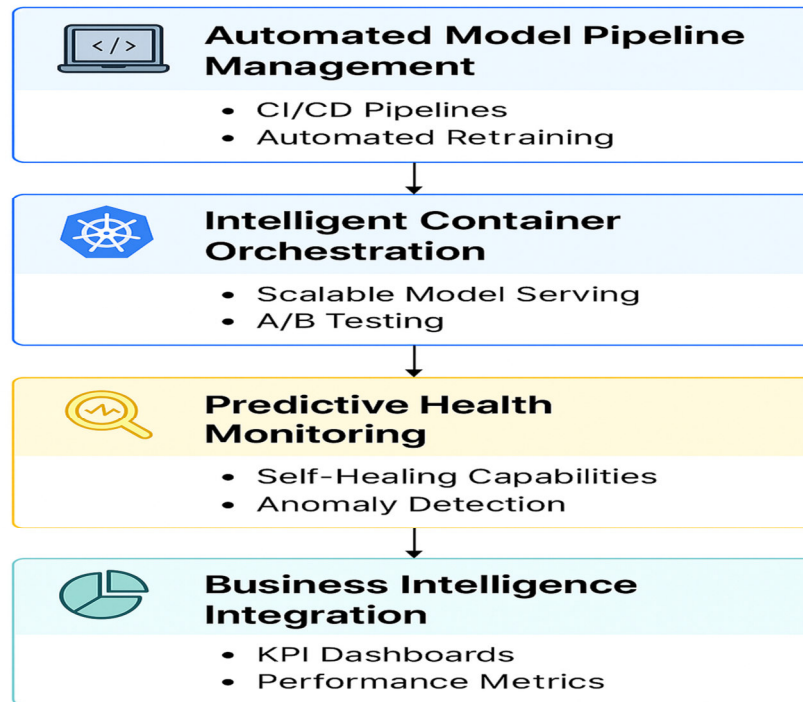 </>
Automated Model Pipeline
Management
• CI/CD Pipelines
• Automated Retraining
Intelligent Container
Orchestration
• Scalable Model Serving
• A/B Testing
Predictive Health
Monitoring
• Self-Healing Capabilities
• Anomaly Detection
Business Intelligence
Integration
• KPI Dashboards
• Performance Metrics